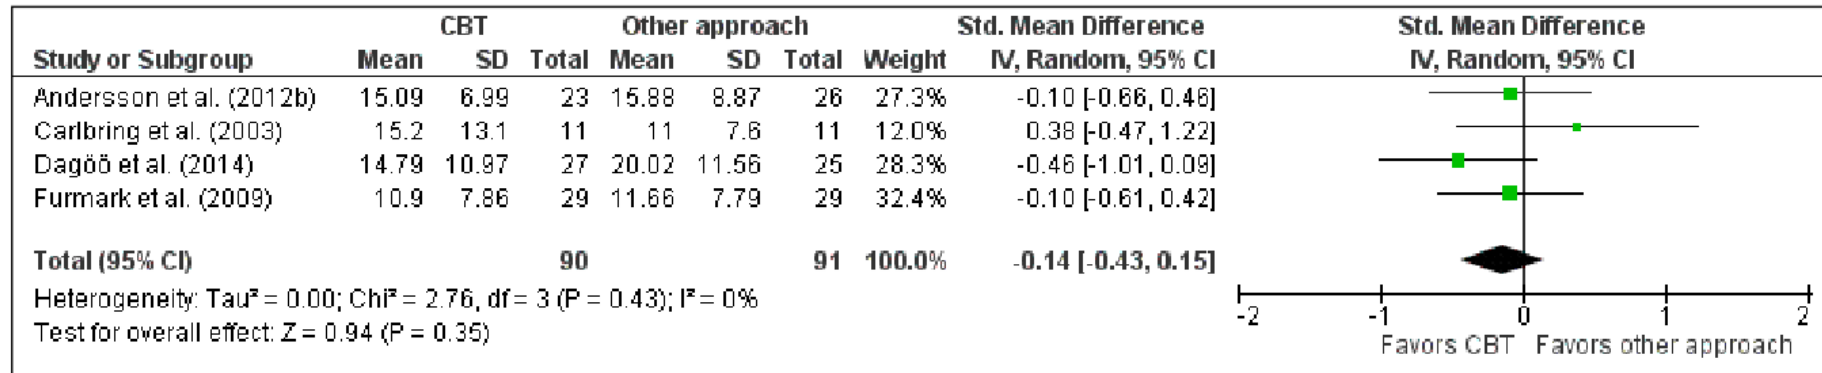 CBT Other approach Std. Mean Difference Std. Mean Difference
Study or Subgroup Mean SD Total Mean SD Total Weight IV, Random, 95% CI IV, Random, 95% CI
Andersson et al. (2012b) 15.09 6.99 23 15.88 8.87 26 27.3% -0.10 [-0.66, 0.46]
Carlbring et al. (2003) 15.2 13.1 11 11 7.6 11 12.0% 0.38 [-0.47, 1.22]
Dagöö et al. (2014) 14.79 10.97 27 20.02 11.56 25 28.3% -0.46 [-1.01, 0.09]
Furmark et al. (2009) 10.9 7.86 29 11.66 7.79 29 32.4% -0.10 [-0.61, 0.42]
Total (95% CI) 90 91 100.0% -0.14 [-0.43, 0.15]
Heterogeneity: Tau² = 0.00; Chi² = 2.76, df = 3 (P = 0.43); I² = 0%
Test for overall effect: Z = 0.94 (P = 0.35)
-2 -1 0 1 2
Favors CBT Favors other approach